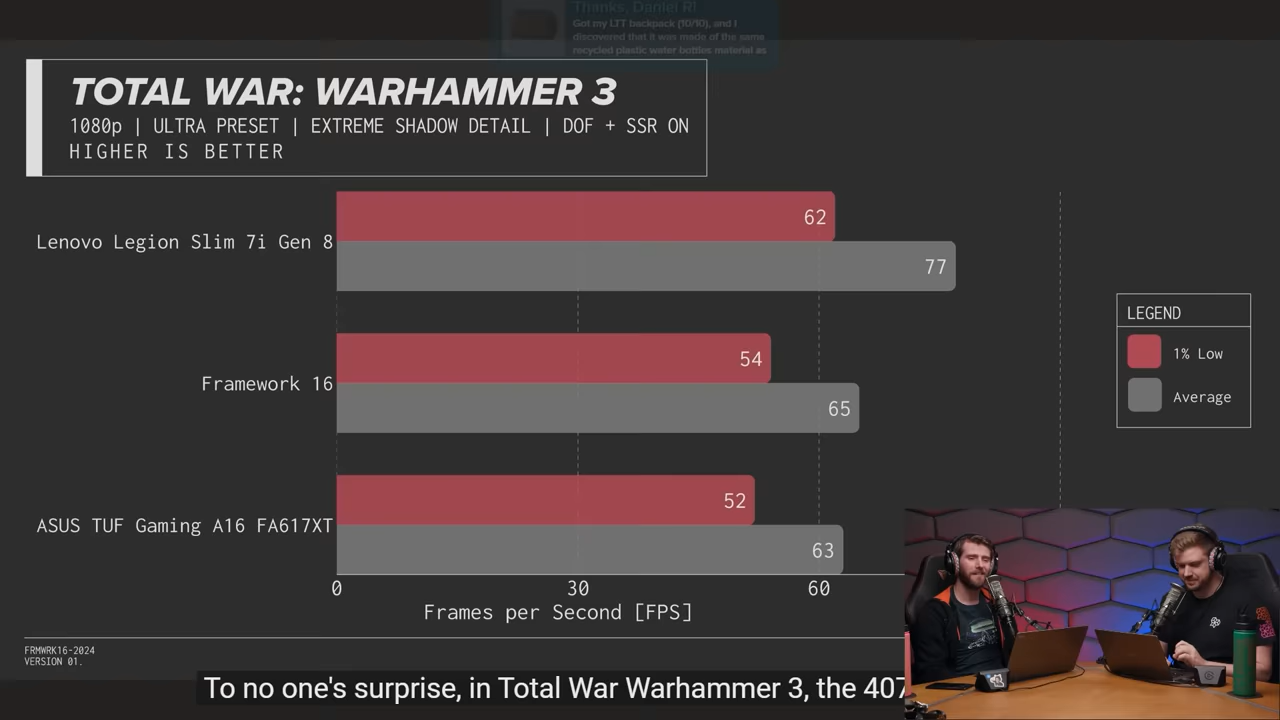 Thanks, Daniel R!
Got my LTT backpack (10/10), and I
discovered that it was made of the same
recycled plastic water bottles material as
TOTAL WAR: WARHAMMER 3
1080p | ULTRA PRESET | EXTREME SHADOW DETAIL | DOF + SSR ON
HIGHER IS BETTER
Lenovo Legion Slim 7i Gen 8
62
77
Framework 16
54
65
ASUS TUF Gaming A16 FA617XT
52
63
0 30 60
Frames per Second [FPS]
LEGEND
1% Low
Average
FRMWRK16-2024
VERSION 01.
To no one's surprise, in Total War Warhammer 3, the 407